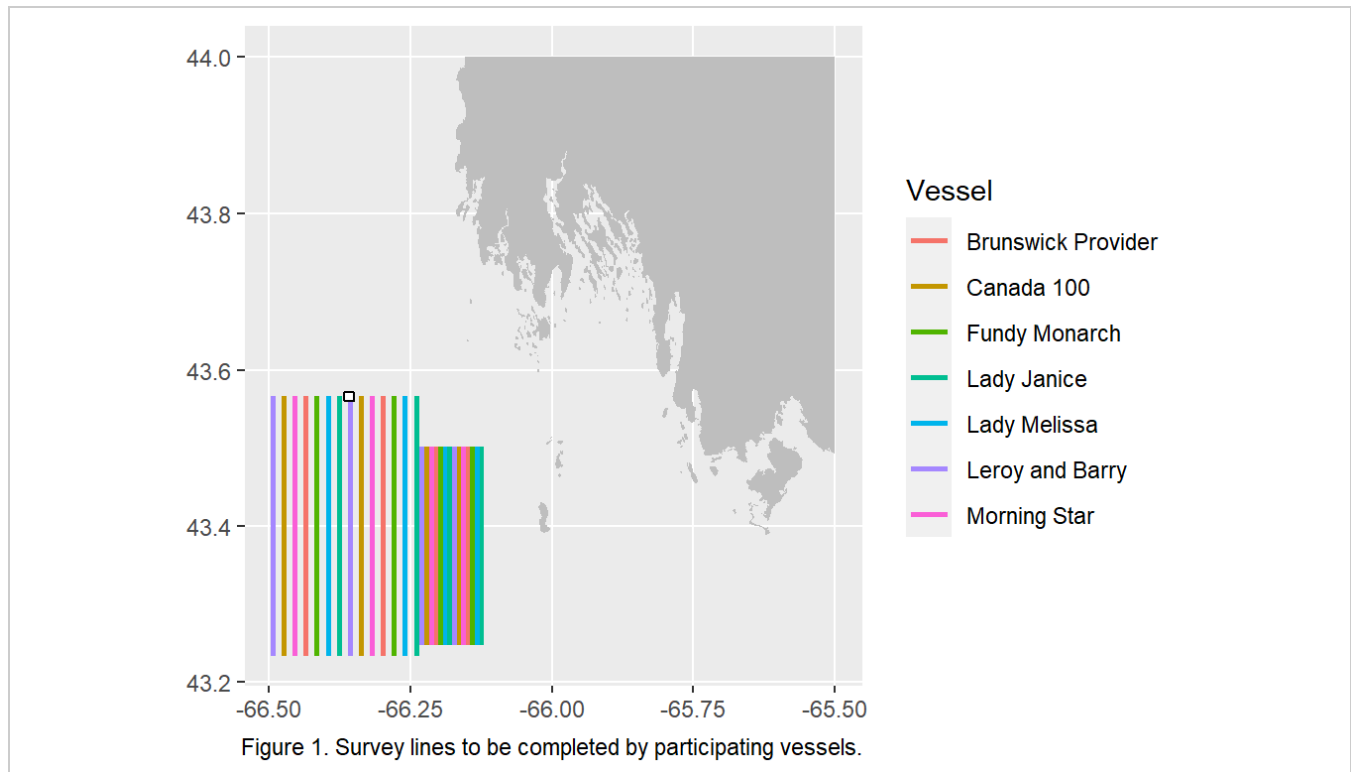 44.0
43.8
43.6
43.4
43.2
-66.50 -66.25 -66.00 -65.75 -65.50
Vessel
Brunswick Provider
Canada 100
Fundy Monarch
Lady Janice
Lady Melissa
Leroy and Barry
Morning Star
Figure 1. Survey lines to be completed by participating vessels.